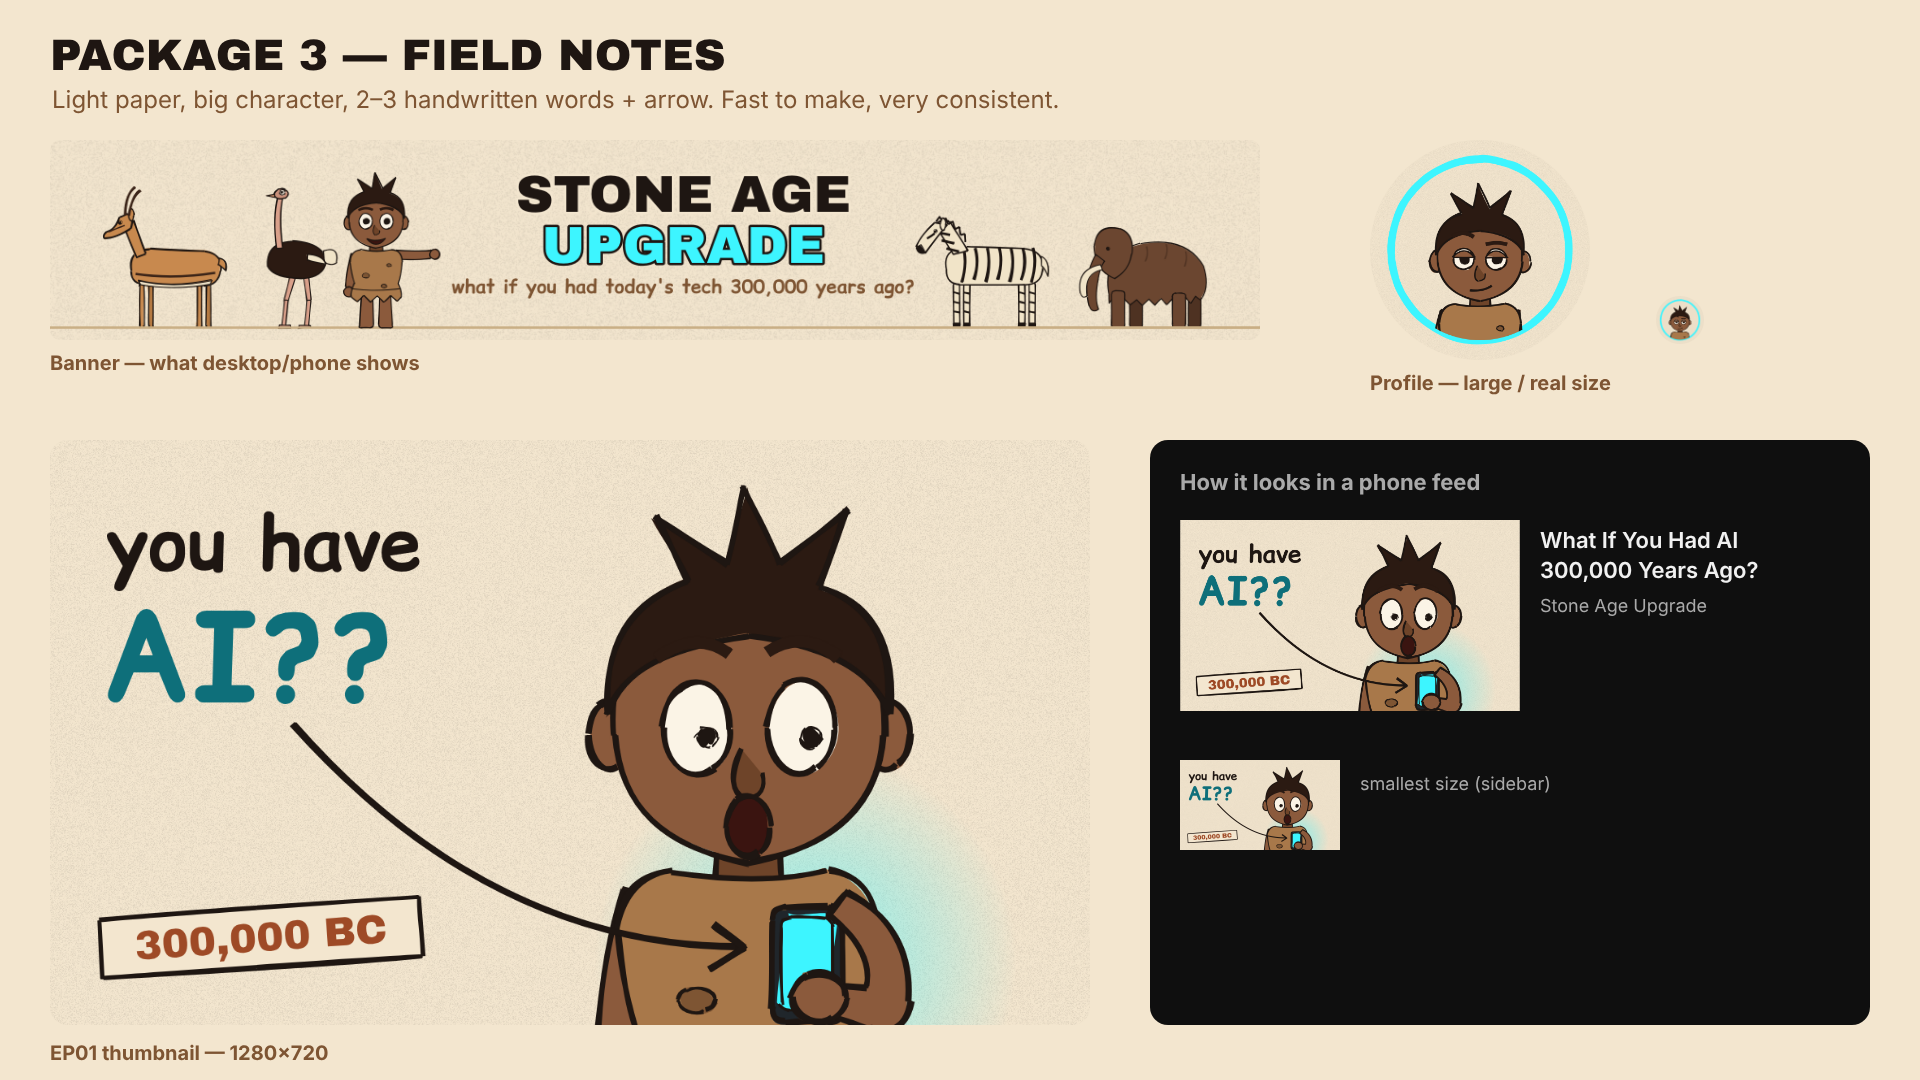 PACKAGE 3 — FIELD NOTES
Light paper, big character, 2–3 handwritten words + arrow. Fast to make, very consistent.
STONE AGE
UPGRADE
what if you had today's tech 300,000 years ago?
Banner — what desktop/phone shows
Profile — large / real size
you have
AI??
300,000 BC
EP01 thumbnail — 1280×720
How it looks in a phone feed
you have
AI??
300,000 BC
What If You Had AI
300,000 Years Ago?
Stone Age Upgrade
you have
AI??
300,000 BC
smallest size (sidebar)